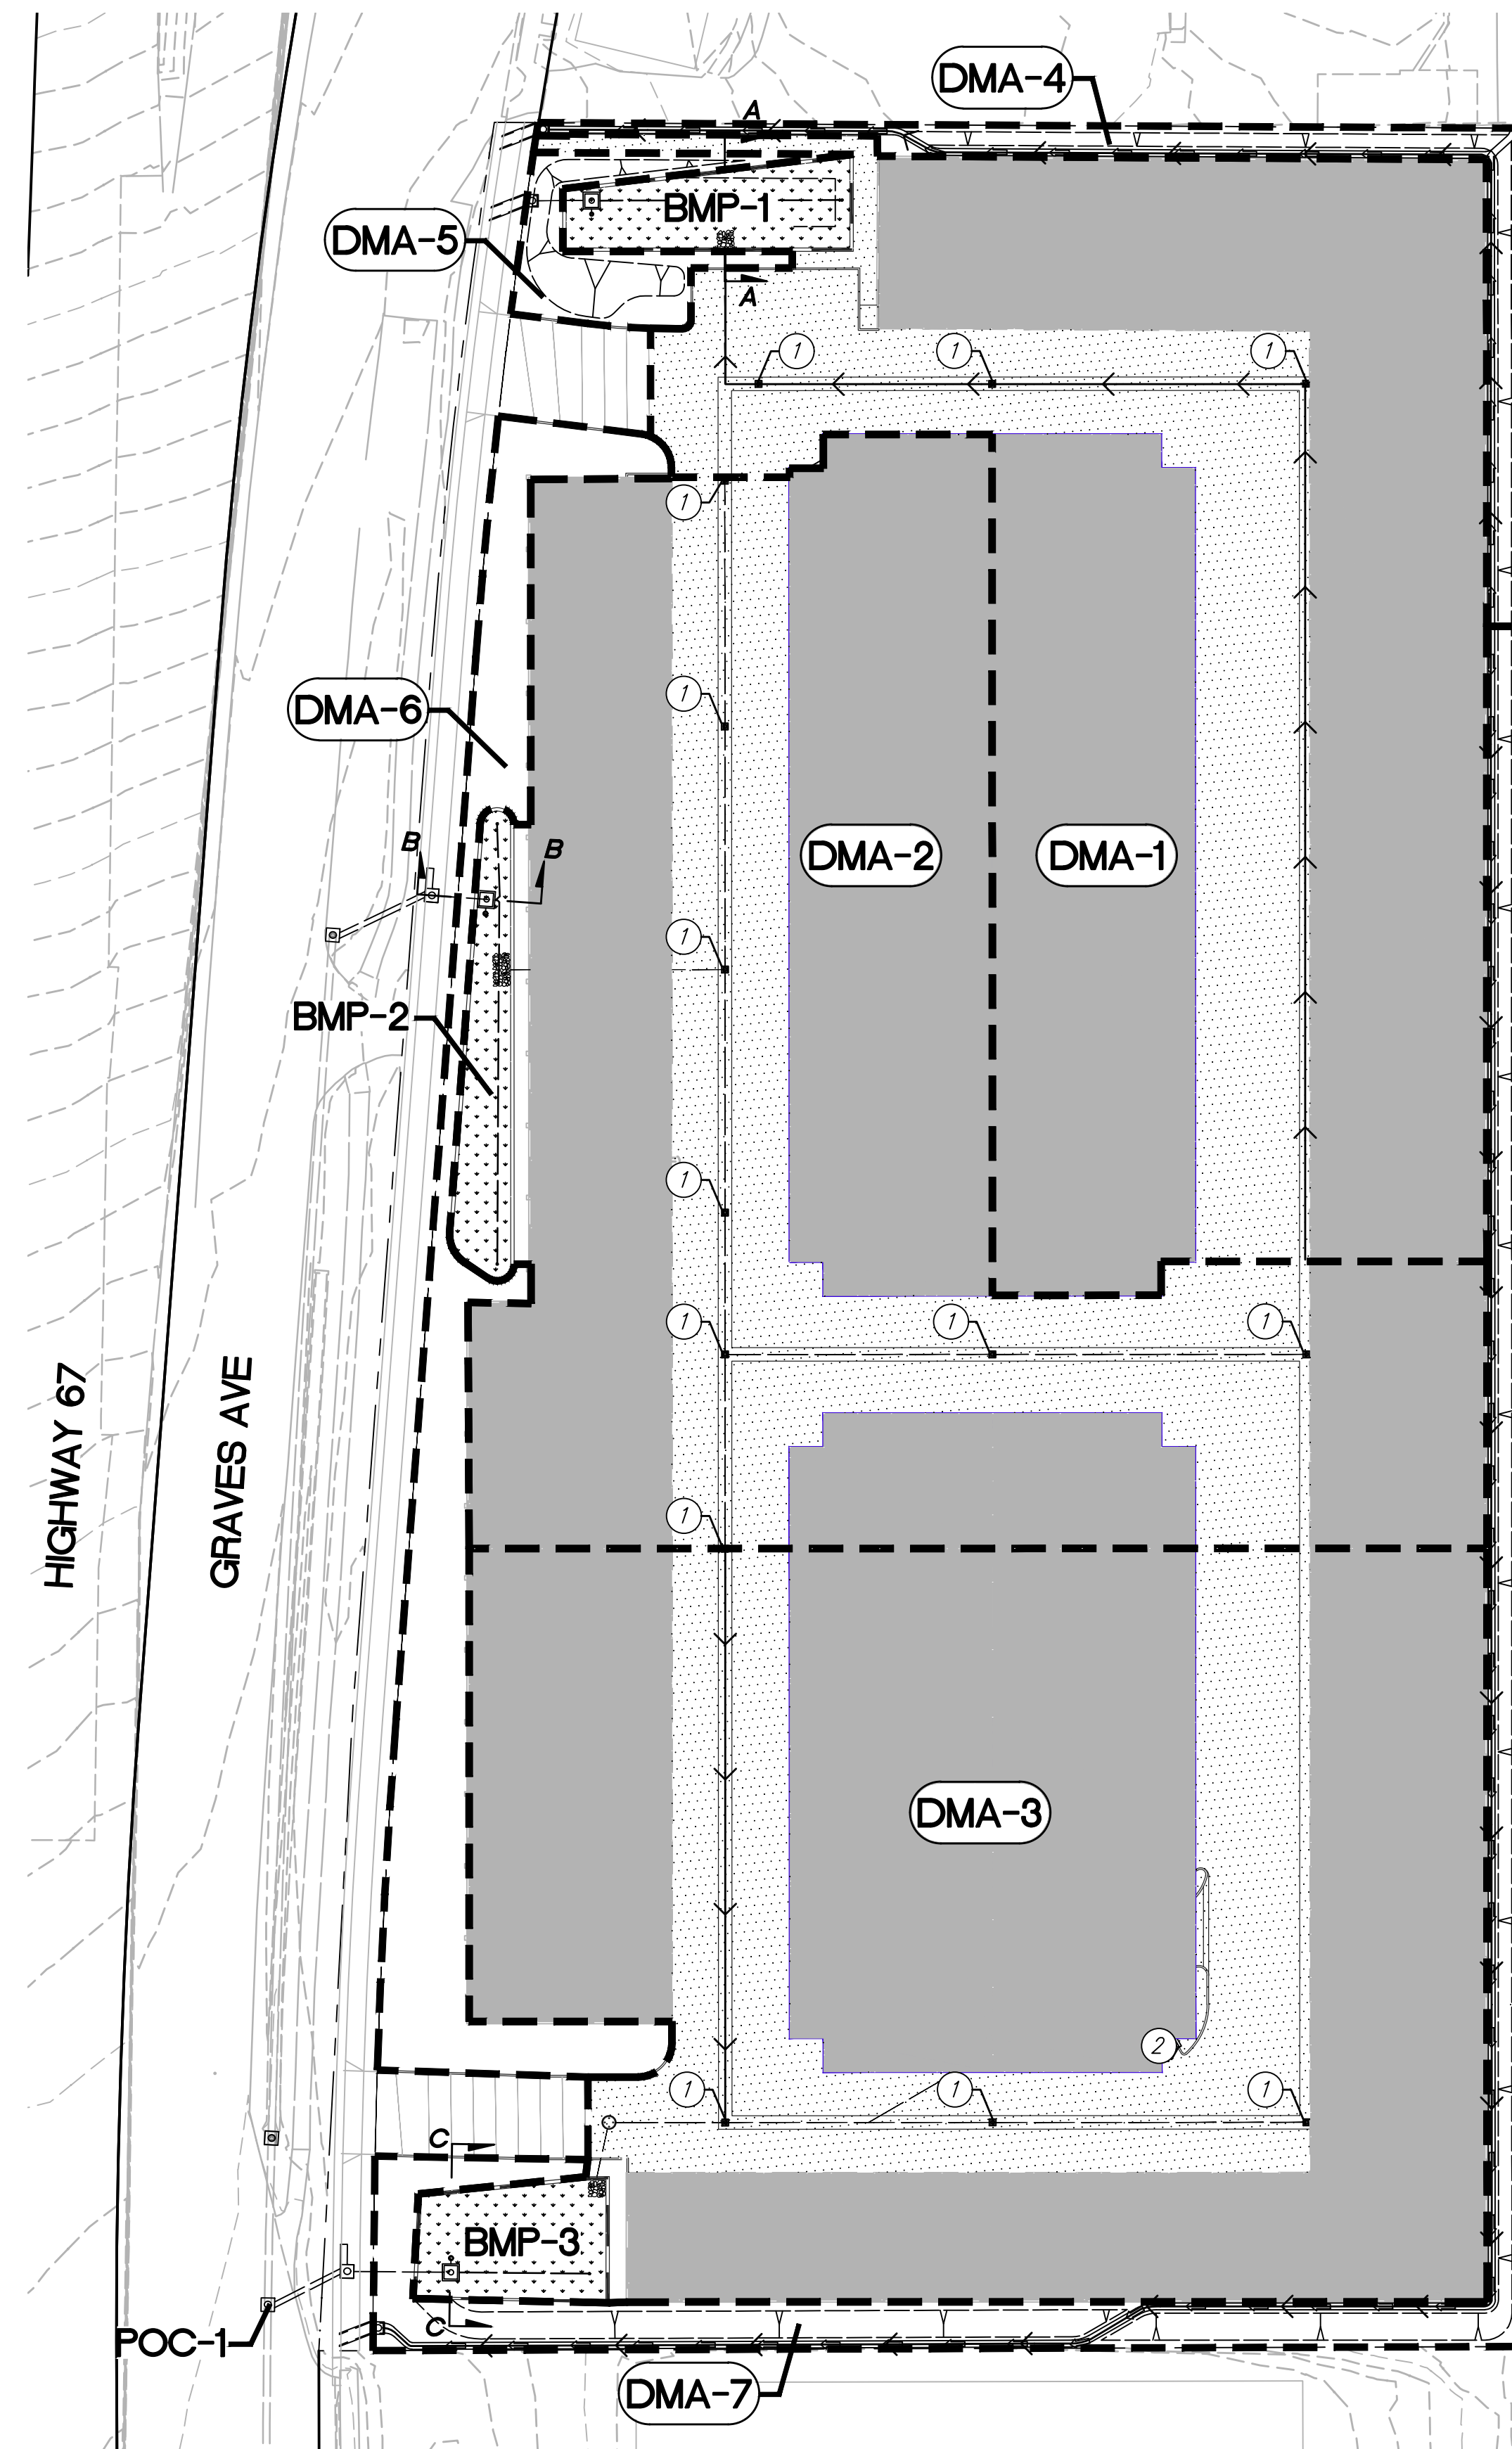 DMA-4
A
DMA-5
BMP-1
A
1
1
1
1
1
DMA-6
B
B
DMA-2
DMA-1
1
BMP-2
1
1
1
1
HIGHWAY 67
GRAVES AVE
1
DMA-3
2
1
1
1
C
BMP-3
C
POC-1
DMA-7